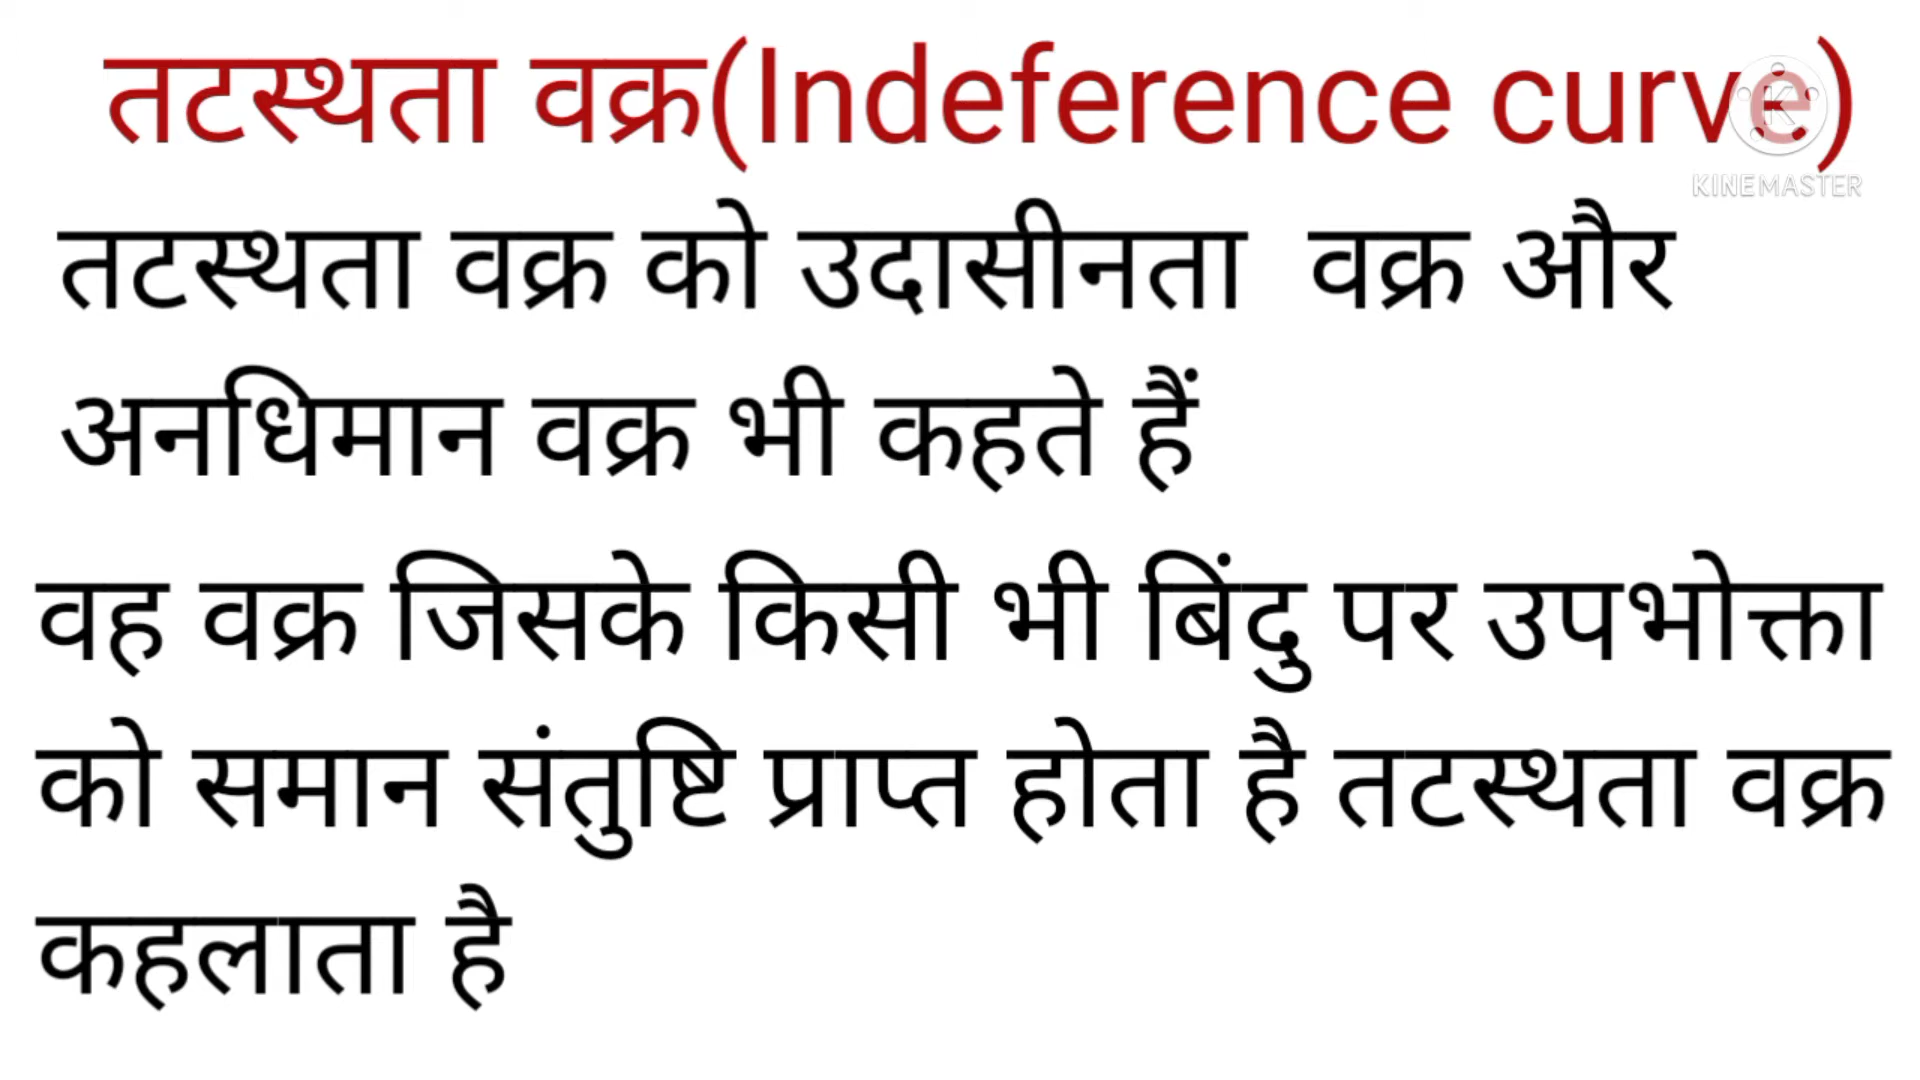 तटस्थता वक्र(Indeference curve)
KINEMASTER
तटस्थता वक्र को उदासीनता वक्र और
अनधिमान वक्र भी कहते हैं
वह वक्र जिसके किसी भी बिंदु पर उपभोक्ता
को समान संतुष्टि प्राप्त होता है तटस्थता वक्र
कहलाता है